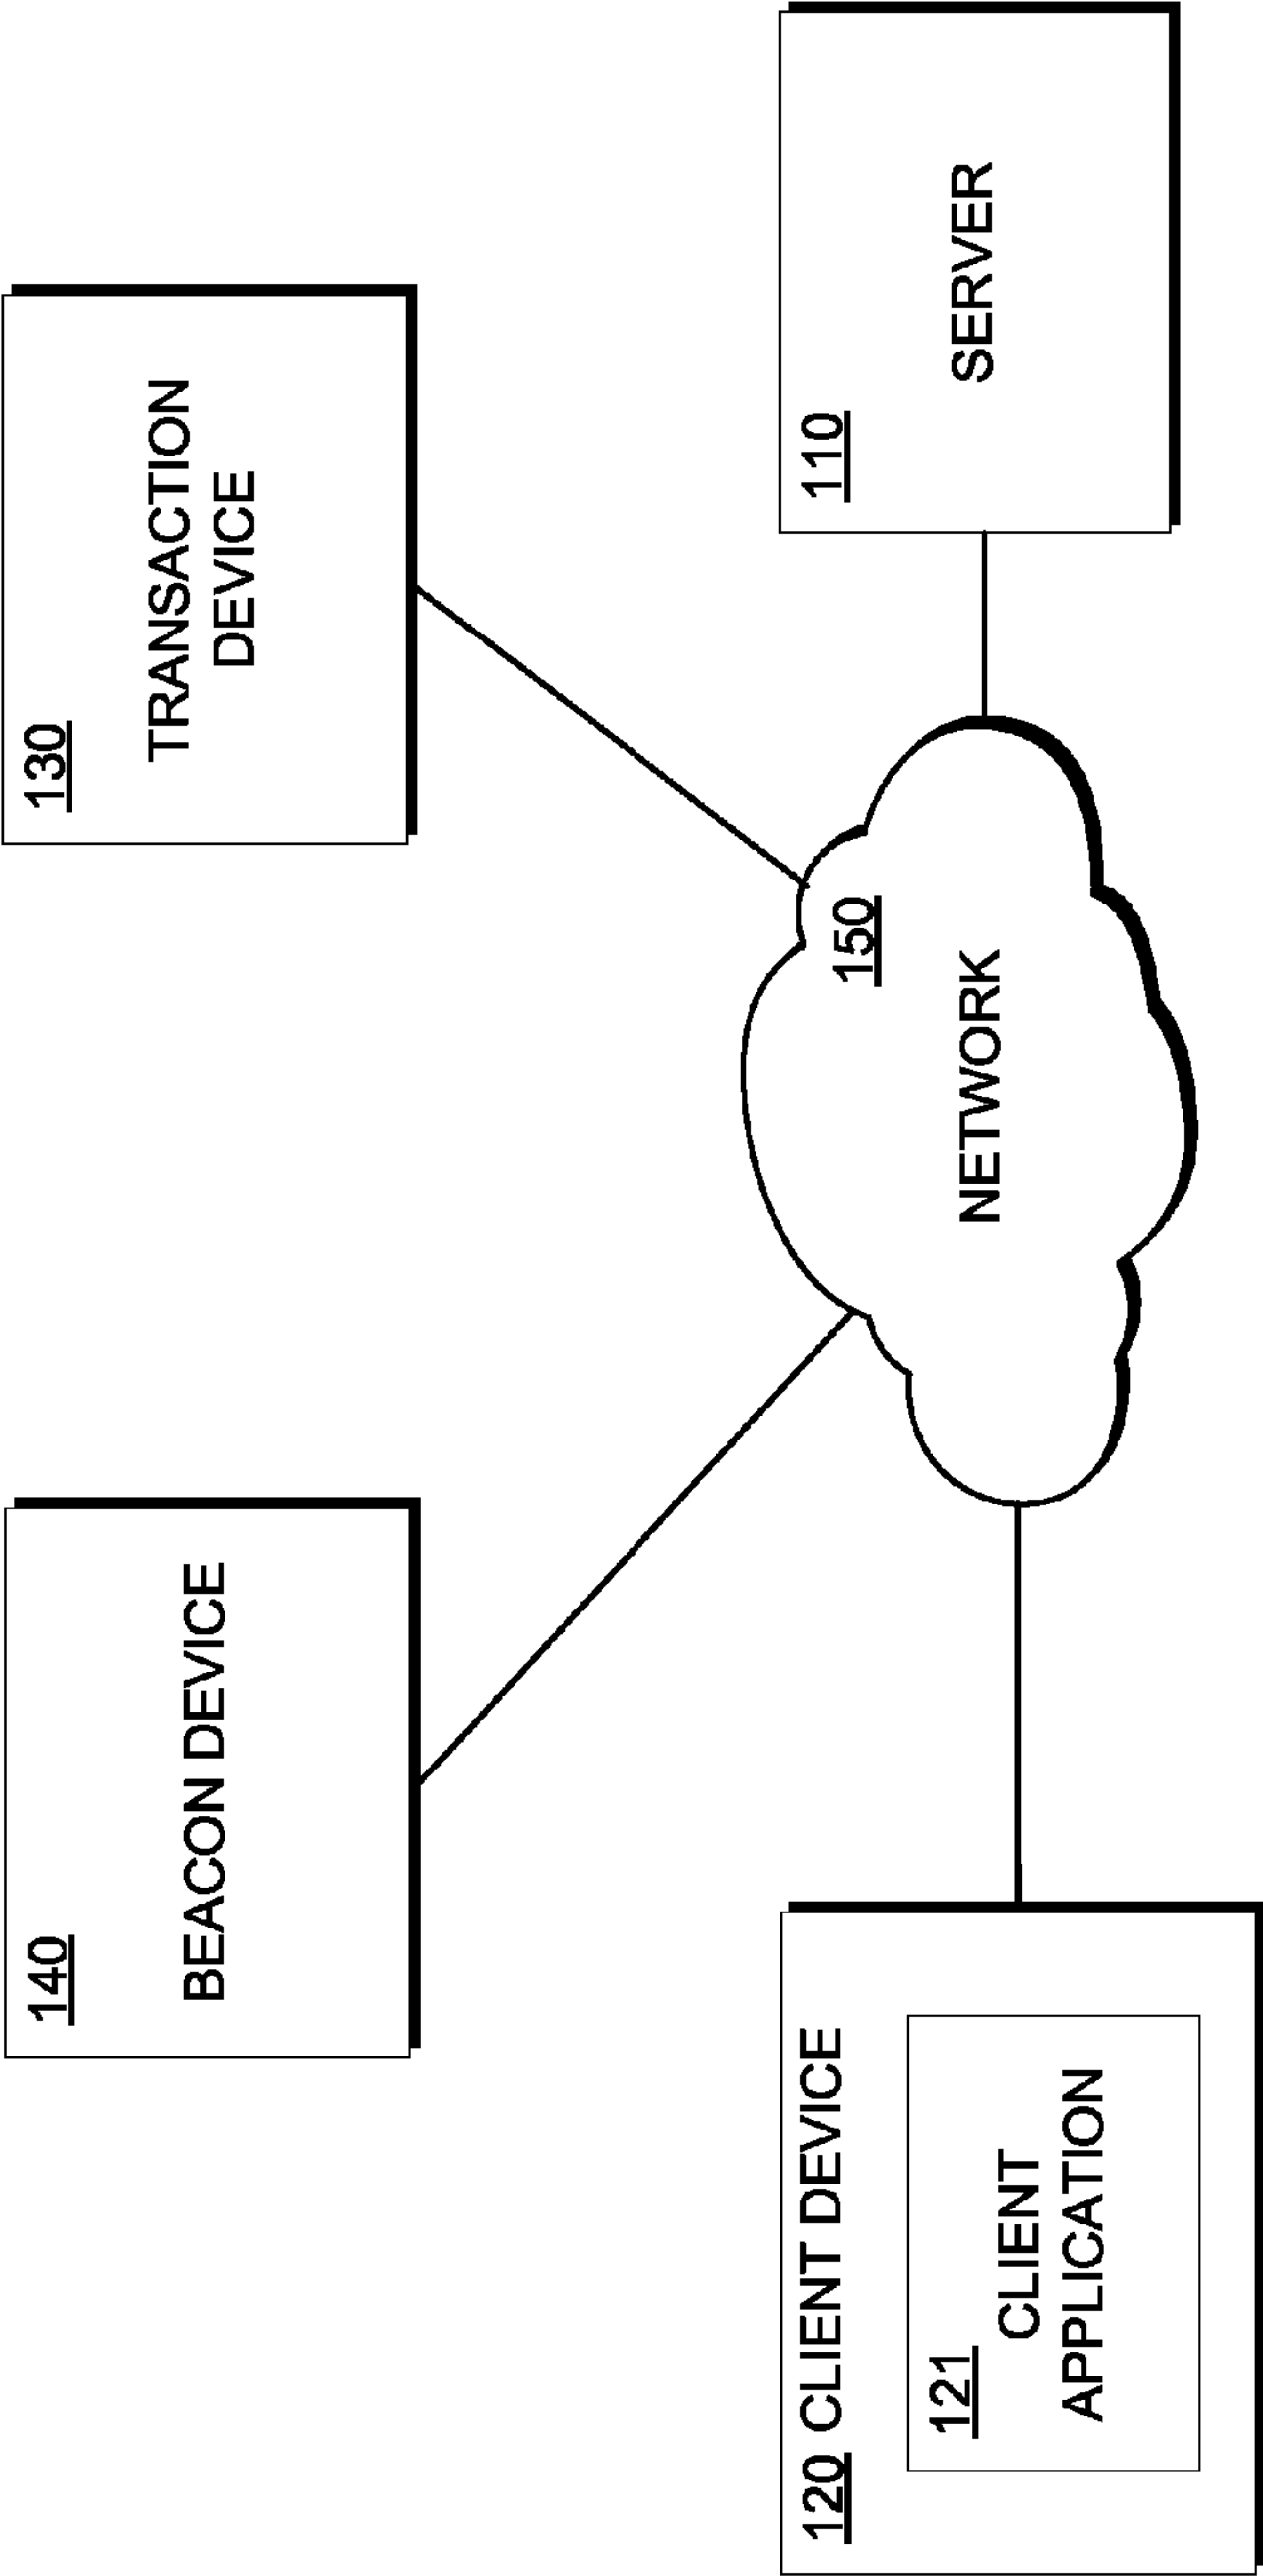 140
BEACON DEVICE
130
TRANSACTION
DEVICE
120 CLIENT DEVICE
121
CLIENT
APPLICATION
150
NETWORK
110
SERVER